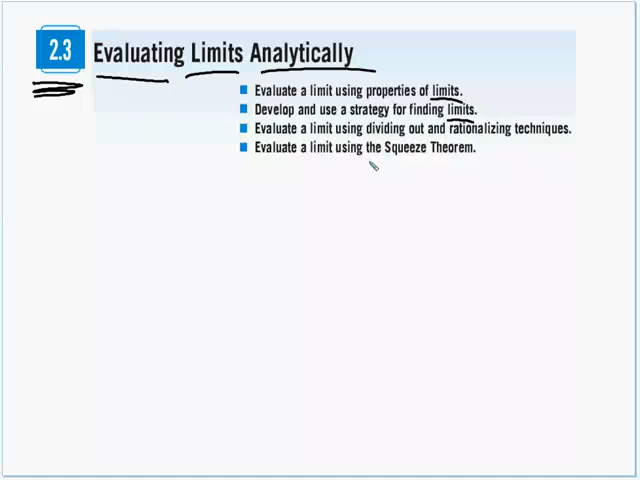 2.3
Evaluating Limits Analytically
Evaluate a limit using properties of limits.
Develop and use a strategy for finding limits.
Evaluate a limit using dividing out and rationalizing techniques.
Evaluate a limit using the Squeeze Theorem.